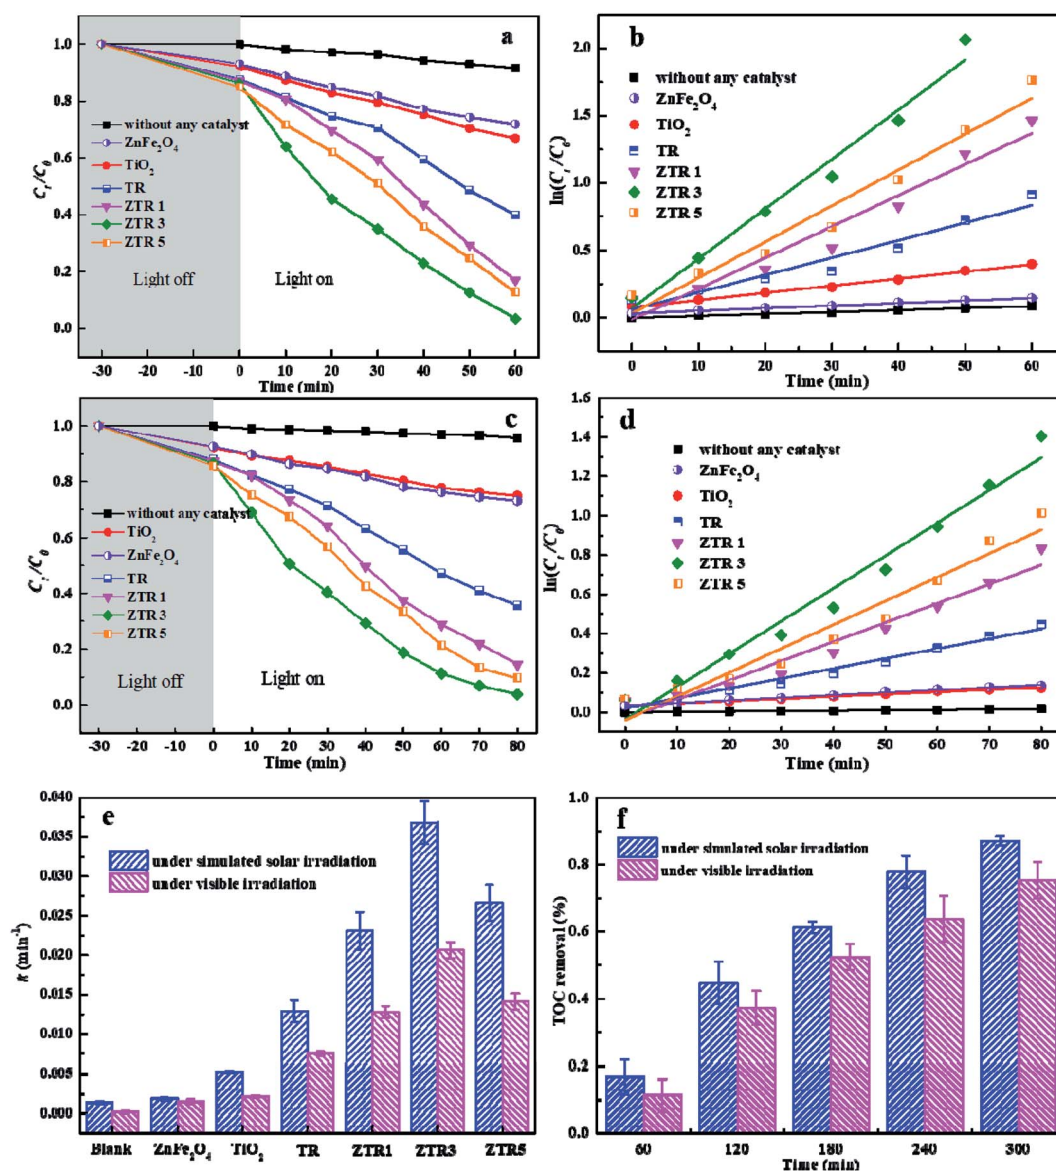 a
1.0
0.8
0.6
0.4
0.2
0.0
C_t/C_0
without any catalyst
ZnFe₂O₄
TiO₂
TR
ZTR 1
ZTR 3
ZTR 5
Light off
Light on
-30 -20 -10 0 10 20 30 40 50 60
Time (min)
b
2.0
1.5
1.0
0.5
0.0
ln(C_t/C_0)
without any catalyst
ZnFe₂O₄
TiO₂
TR
ZTR 1
ZTR 3
ZTR 5
0 10 20 30 40 50 60
Time (min)
c
1.0
0.8
0.6
0.4
0.2
0.0
C_t/C_0
without any catalyst
TiO₂
ZnFe₂O₄
TR
ZTR 1
ZTR 3
ZTR 5
Light off
Light on
-30 -20 -10 0 10 20 30 40 50 60 70 80
Time (min)
d
1.6
1.4
1.2
1.0
0.8
0.6
0.4
0.2
0.0
ln(C_t/C_0)
without any catalyst
ZnFe₂O₄
TiO₂
TR
ZTR 1
ZTR 3
ZTR 5
0 10 20 30 40 50 60 70 80
Time (min)
e
0.040
0.035
0.030
0.025
0.020
0.015
0.010
0.005
0.000
k (min⁻¹)
under simulated solar irradiation
under visible irradiation
Blank ZnFe₂O₄ TiO₂ TR ZTR1 ZTR3 ZTR5
f
1.0
0.8
0.6
0.4
0.2
0.0
TOC removal (%)
under simulated solar irradiation
under visible irradiation
60 120 180 240 300
Time (min)